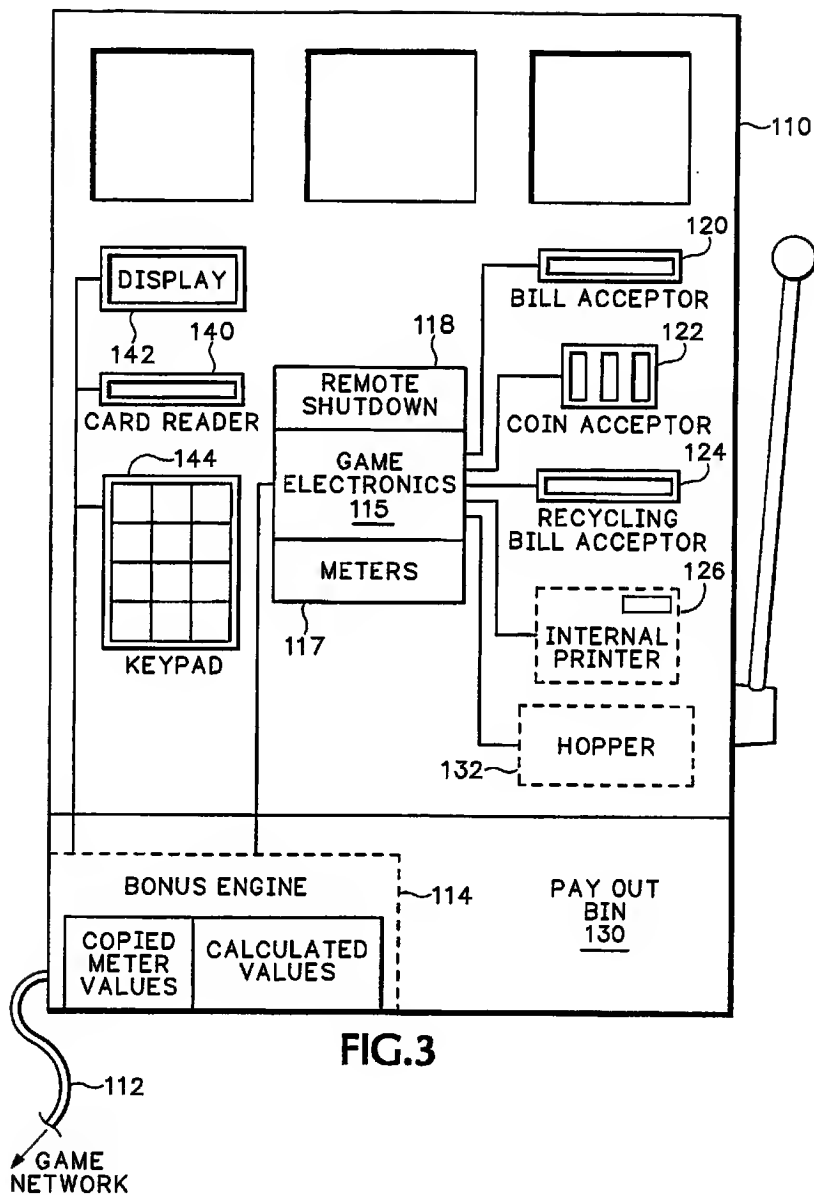 110
120
BILL ACCEPTOR
DISPLAY
142
140
CARD READER
118
REMOTE
SHUTDOWN
122
COIN ACCEPTOR
144
KEYPAD
GAME
ELECTRONICS
115
METERS
117
124
RECYCLING
BILL ACCEPTOR
126
INTERNAL
PRINTER
HOPPER
132
BONUS ENGINE
114
COPIED
METER
VALUES
CALCULATED
VALUES
PAY OUT
BIN
130
FIG.3
112
GAME
NETWORK